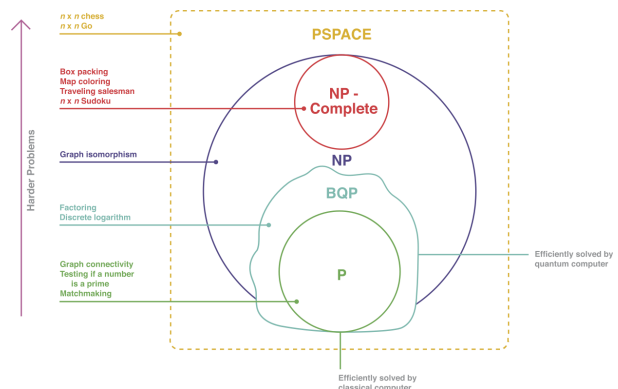 n x n chess
n x n Go
PSPACE
Box packing
Map coloring
Traveling salesman
n x n Sudoku
NP -
Complete
Harder Problems
Graph isomorphism
NP
BQP
Factoring
Discrete logarithm
Efficiently solved by
quantum computer
Graph connectivity
Testing if a number
is a prime
Matchmaking
P
Efficiently solved by
classical computer